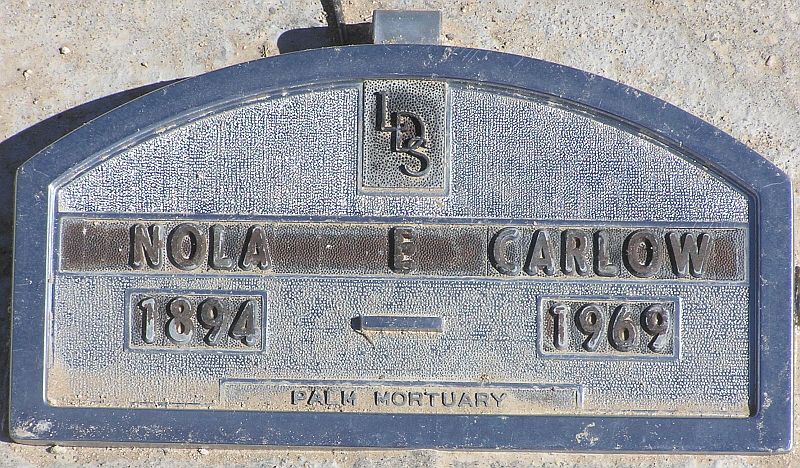 LDS
NOLA E CARLOW
1894 — 1969
PALM MORTUARY